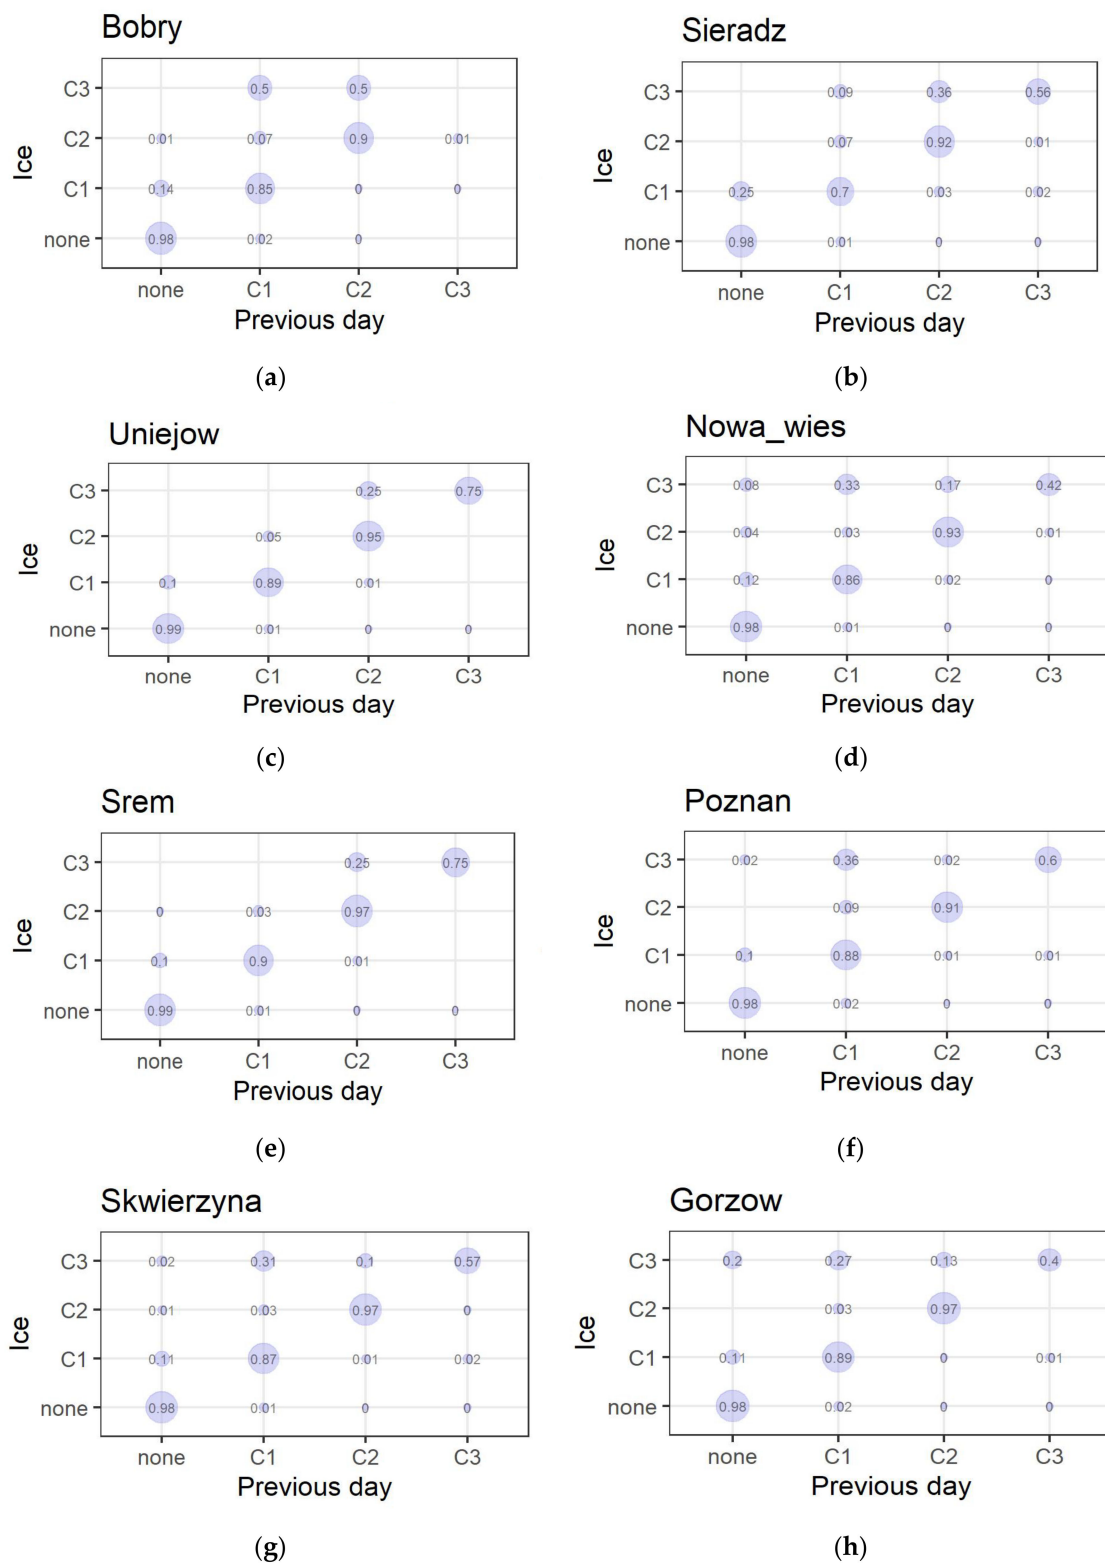 Bobry
C3 0.5 0.5
C2 0.01 0.07 0.9 0.01
C1 0.14 0.85 0 0
none 0.98 0.02 0
Ice
none C1 C2 C3
Previous day
(a)
Sieradz
C3 0.09 0.36 0.56
C2 0.07 0.92 0.01
C1 0.25 0.7 0.03 0.02
none 0.98 0.01 0 0
Ice
none C1 C2 C3
Previous day
(b)
Uniejow
C3 0.25 0.75
C2 0.05 0.95
C1 0.1 0.89 0.01
none 0.99 0.01 0 0
Ice
none C1 C2 C3
Previous day
(c)
Nowa_wies
C3 0.08 0.33 0.17 0.42
C2 0.04 0.03 0.93 0.01
C1 0.12 0.86 0.02 0
none 0.98 0.01 0 0
Ice
none C1 C2 C3
Previous day
(d)
Srem
C3 0.25 0.75
C2 0 0.03 0.97
C1 0.1 0.9 0.01
none 0.99 0.01 0 0
Ice
none C1 C2 C3
Previous day
(e)
Poznan
C3 0.02 0.36 0.02 0.6
C2 0.09 0.91
C1 0.1 0.88 0.01 0.01
none 0.98 0.02 0 0
Ice
none C1 C2 C3
Previous day
(f)
Skwierzyna
C3 0.02 0.31 0.1 0.57
C2 0.01 0.03 0.97 0
C1 0.11 0.87 0.01 0.02
none 0.98 0.01 0 0
Ice
none C1 C2 C3
Previous day
(g)
Gorzow
C3 0.2 0.27 0.13 0.4
C2 0.03 0.97
C1 0.11 0.89 0 0.01
none 0.98 0.02 0 0
Ice
none C1 C2 C3
Previous day
(h)